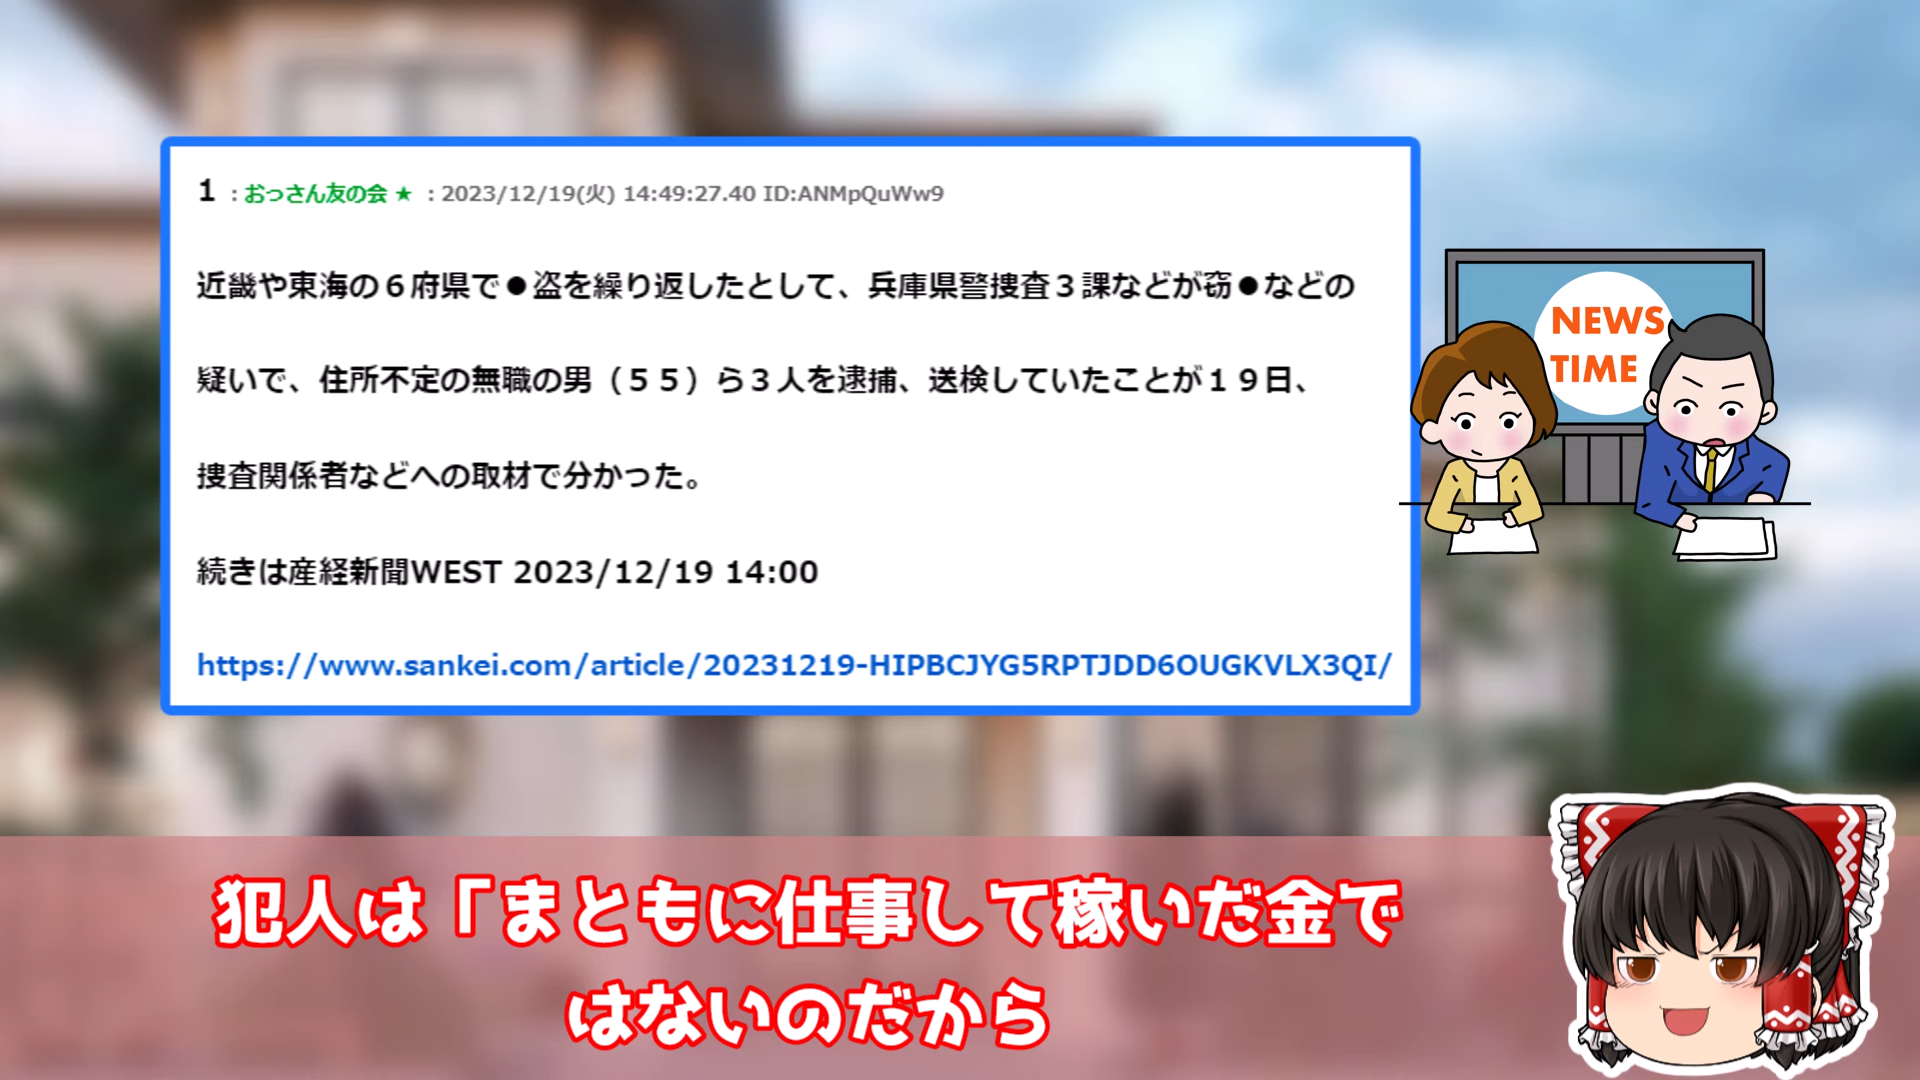 1 ：おっさん友の会 ★ ：2023/12/19(火) 14:49:27.40 ID:ANMpQuWw9
近畿や東海の６府県で●盗を繰り返したとして、兵庫県警捜査３課などが窃●などの
疑いで、住所不定の無職の男（５５）ら３人を逮捕、送検していたことが１９日、
捜査関係者などへの取材で分かった。
続きは産経新聞WEST 2023/12/19 14:00
https://www.sankei.com/article/20231219-HIPBCJYG5RPTJDD6OUGKVLX3QI/
NEWS
TIME
犯人は「まともに仕事して稼いだ金で
はないのだから